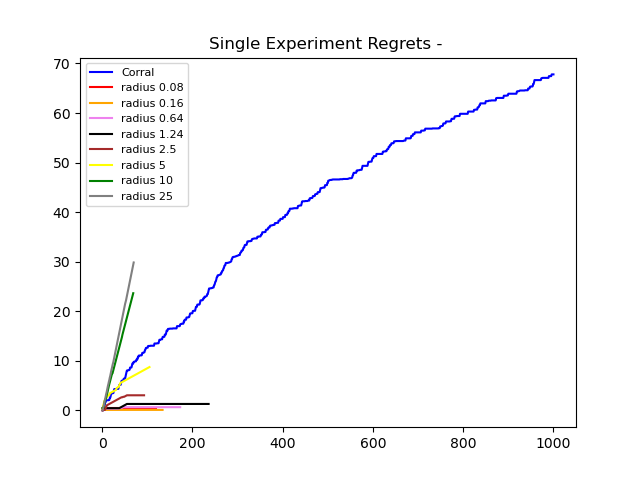 Single Experiment Regrets -
70
60
50
40
30
20
10
0
Corral
radius 0.08
radius 0.16
radius 0.64
radius 1.24
radius 2.5
radius 5
radius 10
radius 25
0 200 400 600 800 1000